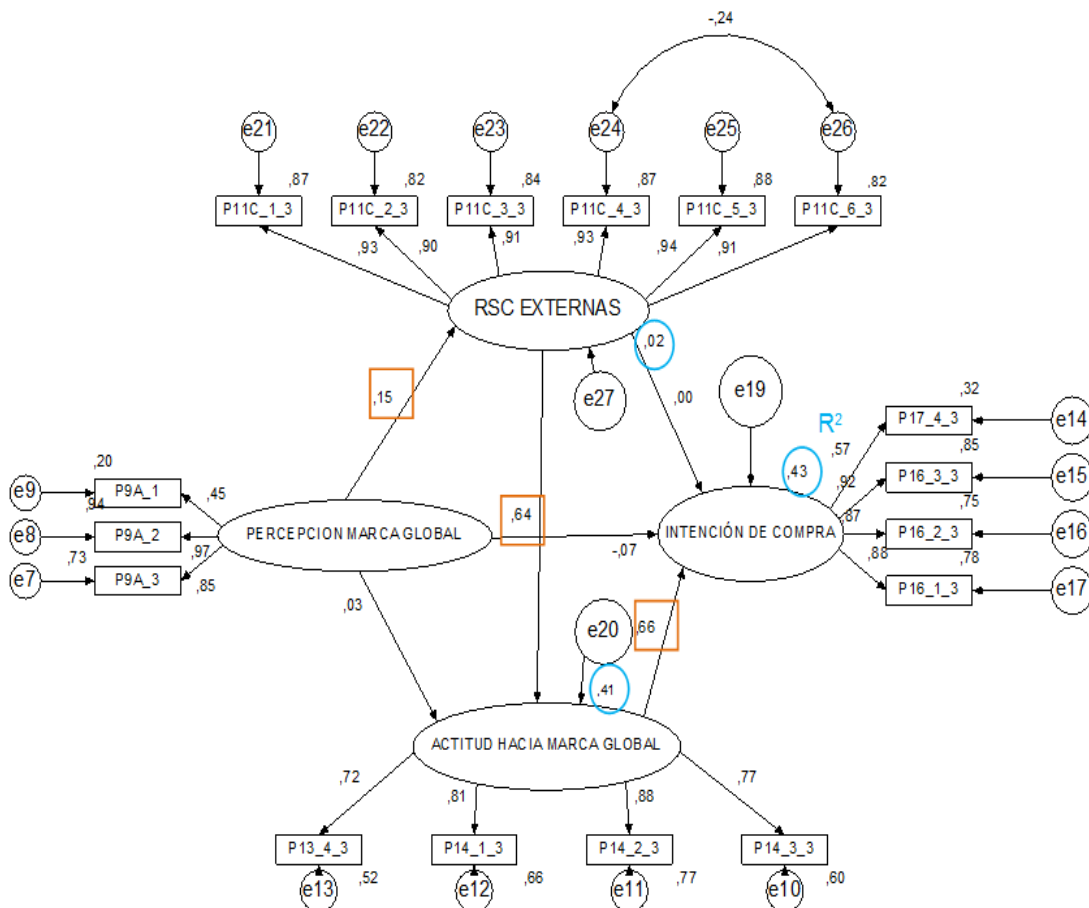 -,24
e21 e22 e23 e24 e25 e26
,87 ,82 ,84 ,87 ,88 ,82
P11C_1_3 P11C_2_3 P11C_3_3 P11C_4_3 P11C_5_3 P11C_6_3
,93 ,90 ,91 ,93 ,94 ,91
RSC EXTERNAS
,02
,15
e27
,00
e19
,32
P17_4_3
e14
R²
,57
,85
,43
,92
P16_3_3
e15
,20
,75
e9
P9A_1
,45
,87
,94
e8
P9A_2
PERCEPCION MARCA GLOBAL
,64
INTENCIÓN DE COMPRA
P16_2_3
e16
-,07
,73
,97
,88
,78
e7
P9A_3
,85
P16_1_3
e17
,03
e20
,66
,41
ACTITUD HACIA MARCA GLOBAL
,72 ,81 ,88 ,77
P13_4_3 P14_1_3 P14_2_3 P14_3_3
e13 ,52 e12 ,66 e11 ,77 e10 ,60